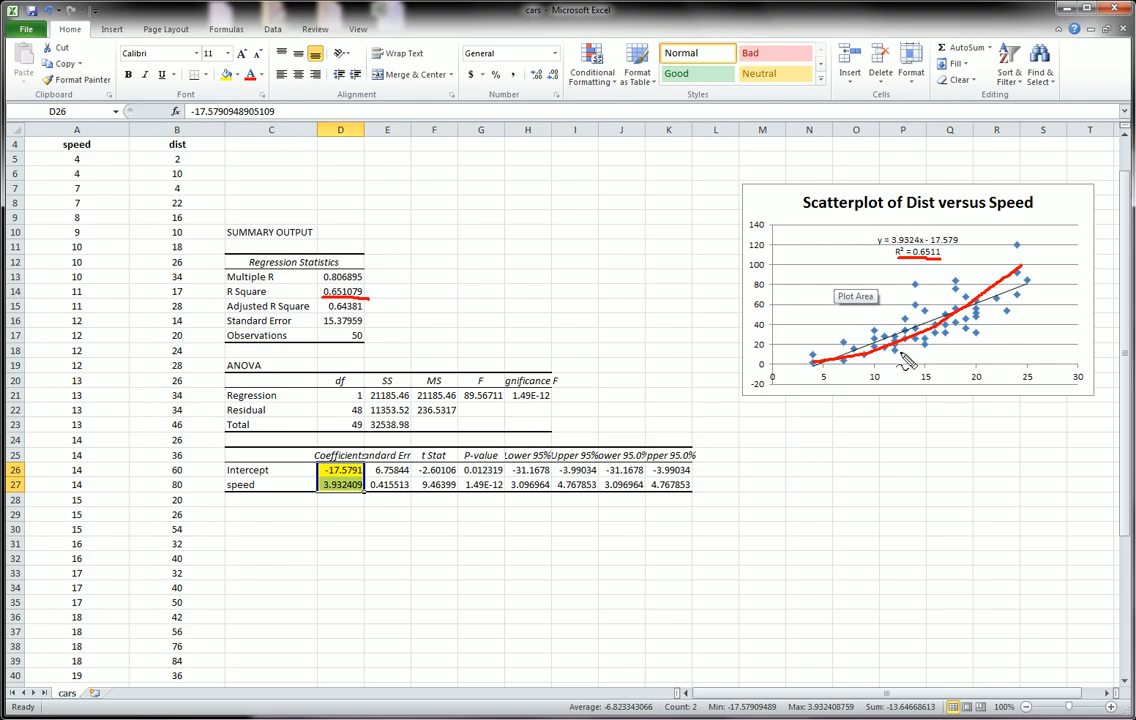 cars - Microsoft Excel
File Home Insert Page Layout Formulas Data Review View
Cut Calibri 11 Wrap Text General Normal Bad AutoSum
Copy Fill
Paste Format Painter B I U Merge & Center $ % , Conditional Formatting Format as Table Good Neutral Insert Delete Format Clear Sort & Filter Find & Select
Clipboard Font Alignment Number Styles Cells Editing
D26 fx -17.5790948905109
A B C D E F G H I J K L M N O P Q R S T
4 speed dist
5 4 2
6 4 10
7 7 4
8 7 22
9 8 16
10 9 10 SUMMARY OUTPUT
11 10 18
12 10 26 Regression Statistics
13 10 34 Multiple R 0.806895
14 11 17 R Square 0.651079
15 11 28 Adjusted R Square 0.64381
16 12 14 Standard Error 15.37959
17 12 20 Observations 50
18 12 24
19 12 28 ANOVA
20 13 26 df SS MS F gnificance F
21 13 34 Regression 1 21185.46 21185.46 89.56711 1.49E-12
22 13 34 Residual 48 11353.52 236.5317
23 13 46 Total 49 32538.98
24 14 26
25 14 36 Coefficients andard Err t Stat P-value Lower 95% Upper 95% ower 95.0% pper 95.0%
26 14 60 Intercept -17.5791 6.75844 -2.60106 0.012319 -31.1678 -3.99034 -31.1678 -3.99034
27 14 80 speed 3.932409 0.415513 9.46399 1.49E-12 3.096964 4.767853 3.096964 4.767853
28 15 20
29 15 26
30 15 54
31 16 32
32 16 40
33 17 32
34 17 40
35 17 50
36 18 42
37 18 56
38 18 76
39 18 84
40 19 36
Scatterplot of Dist versus Speed
y = 3.9324x - 17.579
R² = 0.6511
Plot Area
140
120
100
80
60
40
20
0
-20
0 5 10 15 20 25 30
cars
Ready Average: -6.823343066 Count: 2 Min: -17.57909489 Max: 3.932408759 Sum: -13.64668613 100%